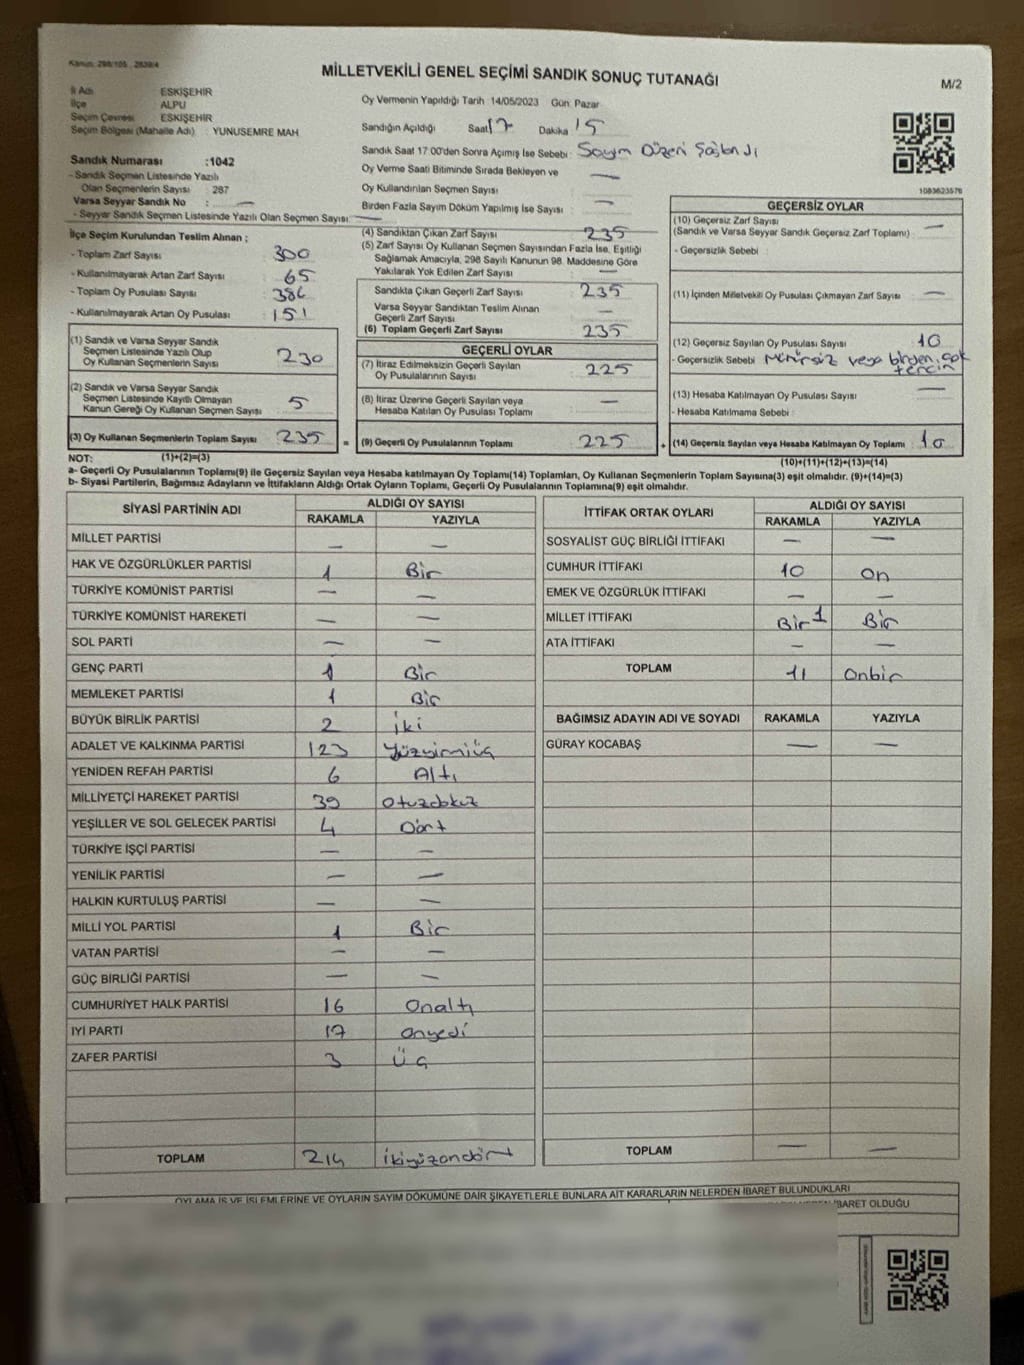 Kanun: 298/105 , 2839/4
MİLLETVEKİLİ GENEL SEÇİMİ SANDIK SONUÇ TUTANAĞI
M/2
İl Adı ESKİŞEHİR
İlçe ALPU
Seçim Çevresi ESKİŞEHİR
Seçim Bölgesi (Mahalle Adı) : YUNUSEMRE MAH.
Oy Vermenin Yapıldığı Tarih :14/05/2023 Gün: Pazar
Sandığın Açıldığı Saat 17 Dakika 15
Sandık Saat 17:00'den Sonra Açımış İse Sebebi : Sayım Düzeni Sağlandı
Oy Verme Saati Bitiminde Sırada Bekleyen ve
Oy Kullandırılan Seçmen Sayısı : —
Birden Fazla Sayım Döküm Yapılmış İse Sayısı : —
1083623576
Sandık Numarası :1042
- Sandık Seçmen Listesinde Yazılı
Olan Seçmenlerin Sayısı : 287
Varsa Seyyar Sandık No : —
- Seyyar Sandık Seçmen Listesinde Yazılı Olan Seçmen Sayısı: —
İlçe Seçim Kurulundan Teslim Alınan ;
- Toplam Zarf Sayısı : 300
- Kullanılmayarak Artan Zarf Sayısı : 65
- Toplam Oy Pusulası Sayısı : 386
- Kullanılmayarak Artan Oy Pusulası : 151
(1) Sandık ve Varsa Seyyar Sandık
Seçmen Listesinde Yazılı Olup
Oy Kullanan Seçmenlerin Sayısı : 230
(2) Sandık ve Varsa Seyyar Sandık
Seçmen Listesinde Kayıtlı Olmayan
Kanun Gereği Oy Kullanan Seçmen Sayısı : 5
(3) Oy Kullanan Seçmenlerin Toplam Sayısı : 235
(4) Sandıktan Çıkan Zarf Sayısı : 235
(5) Zarf Sayısı Oy Kullanan Seçmen Sayısından Fazla İse, Eşitliği
Sağlamak Amacıyla, 298 Sayılı Kanunun 98. Maddesine Göre
Yakılarak Yok Edilen Zarf Sayısı : —
Sandıkta Çıkan Geçerli Zarf Sayısı : 235
Varsa Seyyar Sandıktan Teslim Alınan
Geçerli Zarf Sayısı : —
(6) Toplam Geçerli Zarf Sayısı : 235
GEÇERLİ OYLAR
(7) İtiraz Edilmeksizin Geçerli Sayılan
Oy Pusulalarının Sayısı : 225
(8) İtiraz Üzerine Geçerli Sayılan veya
Hesaba Katılan Oy Pusulası Toplamı : —
= (9) Geçerli Oy Pusulalarının Toplamı : 225 +
GEÇERSİZ OYLAR
(10) Geçersiz Zarf Sayısı
(Sandık ve Varsa Seyyar Sandık Geçersiz Zarf Toplamı) : —
- Geçersizlik Sebebi :
(11) İçinden Milletvekili Oy Pusulası Çıkmayan Zarf Sayısı : —
(12) Geçersiz Sayılan Oy Pusulası Sayısı : 10
- Geçersizlik Sebebi : Mühürsüz veya birden çok
tercih
(13) Hesaba Katılmayan Oy Pusulası Sayısı : —
- Hesaba Katılmama Sebebi :
(14) Geçersiz Sayılan veya Hesaba Katılmayan Oy Toplamı : 10
NOT: (1)+(2)=(3)
(10)+(11)+(12)+(13)=(14)
a- Geçerli Oy Pusulalarının Toplamı(9) ile Geçersiz Sayılan veya Hesaba katılmayan Oy Toplamı(14) Toplamları, Oy Kullanan Seçmenlerin Toplam Sayısına(3) eşit olmalıdır. (9)+(14)=(3)
b- Siyasi Partilerin, Bağımsız Adayların ve İttifakların Aldığı Ortak Oyların Toplamı, Geçerli Oy Pusulalarının Toplamına(9) eşit olmalıdır.
SİYASİ PARTİNİN ADI ALDIĞI OY SAYISI
RAKAMLA YAZIYLA
MİLLET PARTİSİ — —
HAK VE ÖZGÜRLÜKLER PARTİSİ 1 Bir
TÜRKİYE KOMÜNİST PARTİSİ — —
TÜRKİYE KOMÜNİST HAREKETİ — —
SOL PARTİ — —
GENÇ PARTİ 1 Bir
MEMLEKET PARTİSİ 1 Bir
BÜYÜK BİRLİK PARTİSİ 2 İki
ADALET VE KALKINMA PARTİSİ 123 Yüzyirmiüç
YENİDEN REFAH PARTİSİ 6 Altı
MİLLİYETÇİ HAREKET PARTİSİ 39 Otuzdokuz
YEŞİLLER VE SOL GELECEK PARTİSİ 4 Dört
TÜRKİYE İŞÇİ PARTİSİ — —
YENİLİK PARTİSİ — —
HALKIN KURTULUŞ PARTİSİ — —
MİLLİ YOL PARTİSİ 1 Bir
VATAN PARTİSİ — —
GÜÇ BİRLİĞİ PARTİSİ — —
CUMHURİYET HALK PARTİSİ 16 Onaltı
İYİ PARTİ 17 Onyedi
ZAFER PARTİSİ 3 Üç
TOPLAM 214 İkiyüzondört
İTTİFAK ORTAK OYLARI ALDIĞI OY SAYISI
RAKAMLA YAZIYLA
SOSYALİST GÜÇ BİRLİĞİ İTTİFAKI — —
CUMHUR İTTİFAKI 10 On
EMEK VE ÖZGÜRLÜK İTTİFAKI — —
MİLLET İTTİFAKI Bir 1 Bir
ATA İTTİFAKI — —
TOPLAM 11 Onbir
BAĞIMSIZ ADAYIN ADI VE SOYADI RAKAMLA YAZIYLA
GÜRAY KOCABAŞ — —
TOPLAM — —
OYLAMA İŞ VE İŞLEMLERİNE VE OYLARIN SAYIM DÖKÜMÜNE DAİR ŞİKAYETLERLE BUNLARA AİT KARARLARIN NELERDEN İBARET BULUNDUKLARI
İBARET OLDUĞU